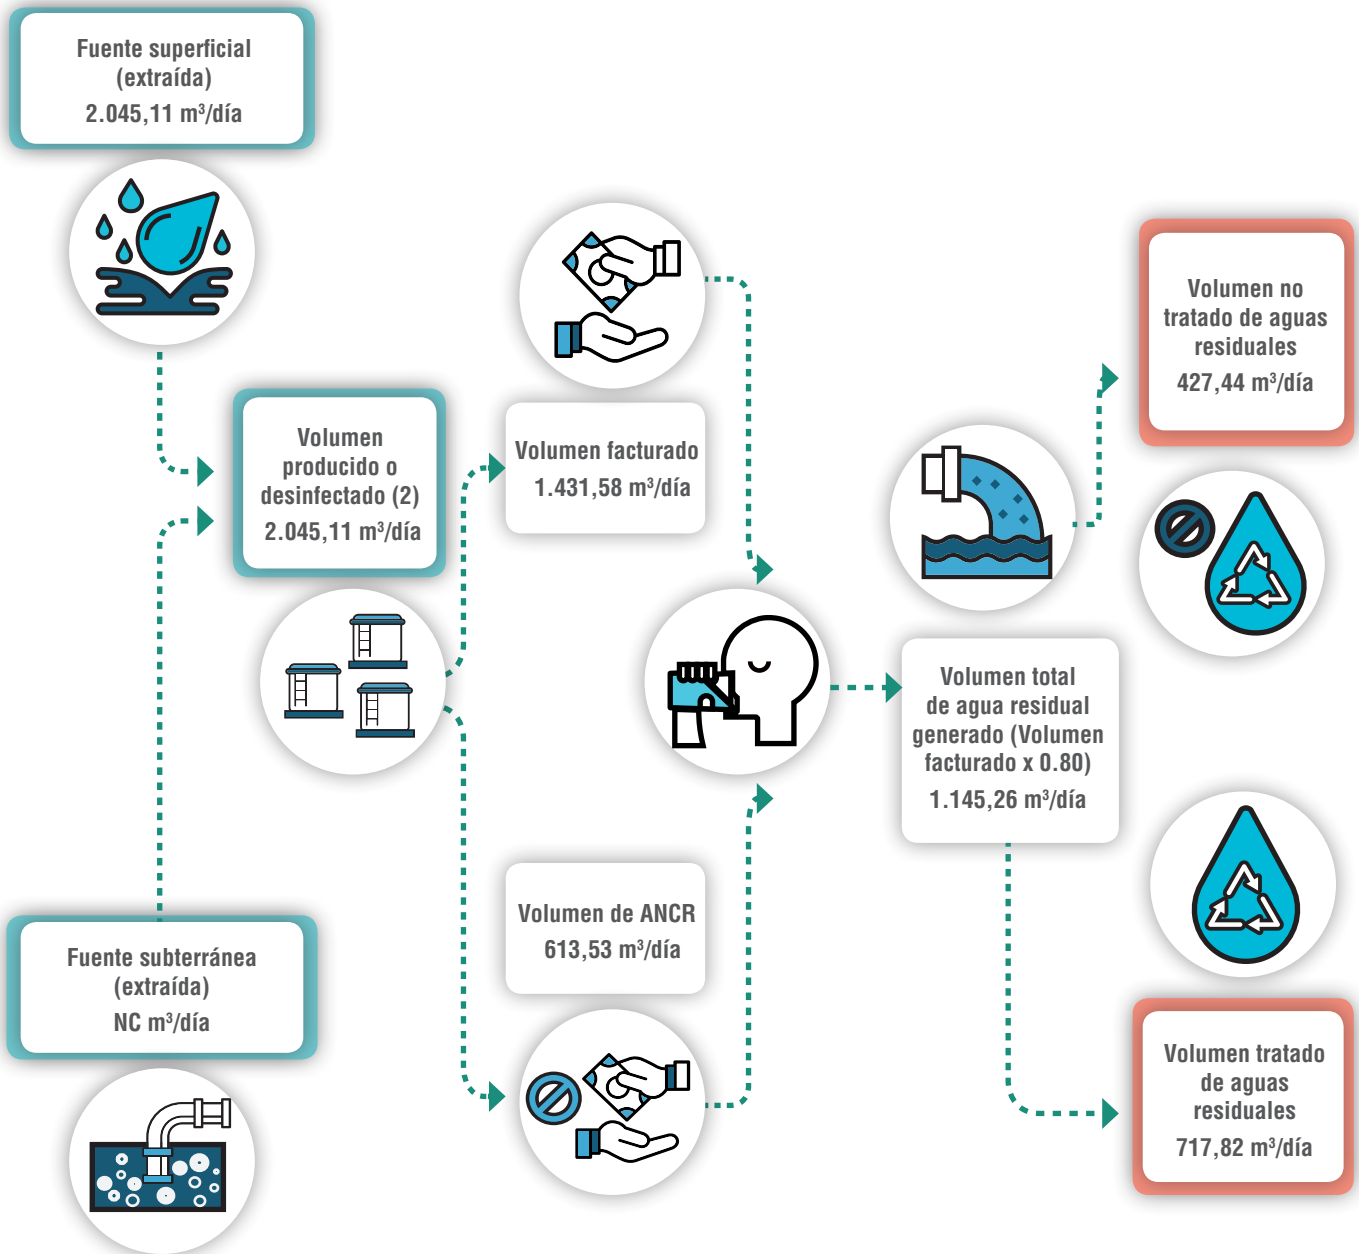 Fuente superficial
(extraída)
2.045,11 m³/día
Volumen
producido o
desinfectado (2)
2.045,11 m³/día
Fuente subterránea
(extraída)
NC m³/día
Volumen facturado
1.431,58 m³/día
Volumen de ANCR
613,53 m³/día
Volumen total
de agua residual
generado (Volumen
facturado x 0.80)
1.145,26 m³/día
Volumen no
tratado de aguas
residuales
427,44 m³/día
Volumen tratado
de aguas
residuales
717,82 m³/día